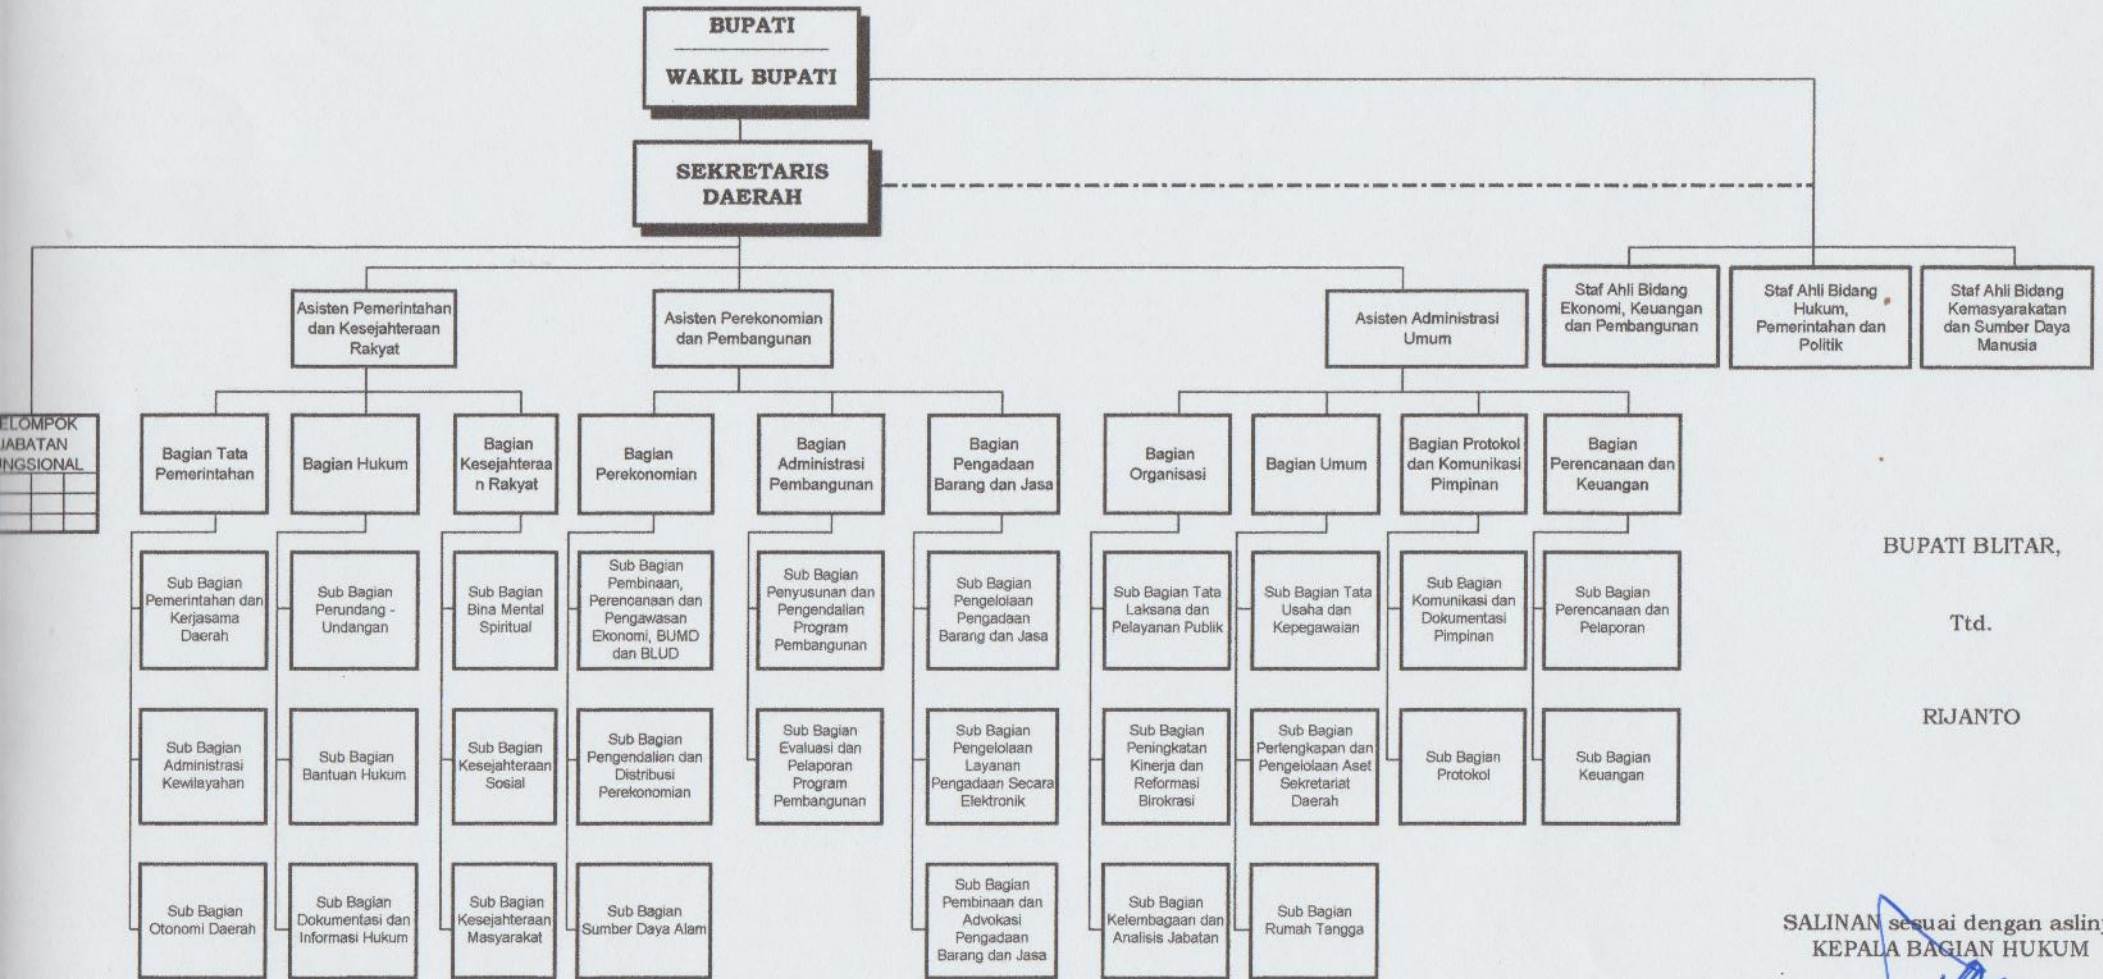 BUPATI
WAKIL BUPATI
SEKRETARIS
DAERAH
Asisten Pemerintahan
dan Kesejahteraan
Rakyat
Asisten Perekonomian
dan Pembangunan
Asisten Administrasi
Umum
Staf Ahli Bidang
Ekonomi, Keuangan
dan Pembangunan
Staf Ahli Bidang
Hukum,
Pemerintahan dan
Politik
Staf Ahli Bidang
Kemasyarakatan
dan Sumber Daya
Manusia
ELOMPOK
JABATAN
NGSIONAL
Bagian Tata
Pemerintahan
Bagian Hukum
Bagian
Kesejahteraa
n Rakyat
Bagian
Perekonomian
Bagian
Administrasi
Pembangunan
Bagian
Pengadaan
Barang dan Jasa
Bagian
Organisasi
Bagian Umum
Bagian Protokol
dan Komunikasi
Pimpinan
Bagian
Perencanaan dan
Keuangan
Sub Bagian
Pemerintahan dan
Kerjasama
Daerah
Sub Bagian
Perundang -
Undangan
Sub Bagian
Bina Mental
Spiritual
Sub Bagian
Pembinaan,
Perencanaan dan
Pengawasan
Ekonomi, BUMD
dan BLUD
Sub Bagian
Penyusunan dan
Pengendalian
Program
Pembangunan
Sub Bagian
Pengelolaan
Pengadaan
Barang dan Jasa
Sub Bagian Tata
Laksana dan
Pelayanan Publik
Sub Bagian Tata
Usaha dan
Kepegawaian
Sub Bagian
Komunikasi dan
Dokumentasi
Pimpinan
Sub Bagian
Perencanaan dan
Pelaporan
Sub Bagian
Administrasi
Kewilayahan
Sub Bagian
Bantuan Hukum
Sub Bagian
Kesejahteraan
Sosial
Sub Bagian
Pengendalian dan
Distribusi
Perekonomian
Sub Bagian
Evaluasi dan
Pelaporan
Program
Pembangunan
Sub Bagian
Pengelolaan
Layanan
Pengadaan Secara
Elektronik
Sub Bagian
Peningkatan
Kinerja dan
Reformasi
Birokrasi
Sub Bagian
Perlengkapan dan
Pengelolaan Aset
Sekretariat
Daerah
Sub Bagian
Protokol
Sub Bagian
Keuangan
Sub Bagian
Otonomi Daerah
Sub Bagian
Dokumentasi dan
Informasi Hukum
Sub Bagian
Kesejahteraan
Masyarakat
Sub Bagian
Sumber Daya Alam
Sub Bagian
Pembinaan dan
Advokasi
Pengadaan
Barang dan Jasa
Sub Bagian
Kelembagaan dan
Analisis Jabatan
Sub Bagian
Rumah Tangga
BUPATI BLITAR,
Ttd.
RIJANTO
SALINAN sesuai dengan asliny
KEPALA BAGIAN HUKUM